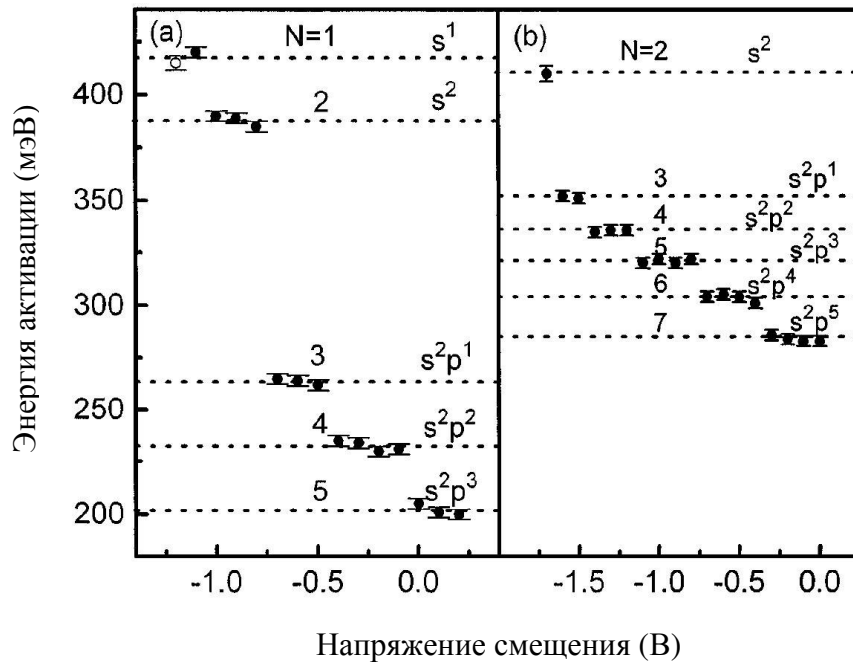 Энергия активации (мэВ)
400
350
300
250
200
(a)
N=1
s¹
2
s²
3
s²p¹
4
s²p²
5
s²p³
-1.0
-0.5
0.0
(b)
N=2
s²
3
s²p¹
4
s²p²
5
s²p³
6
s²p⁴
7
s²p⁵
-1.5
-1.0
-0.5
0.0
Напряжение смещения (В)